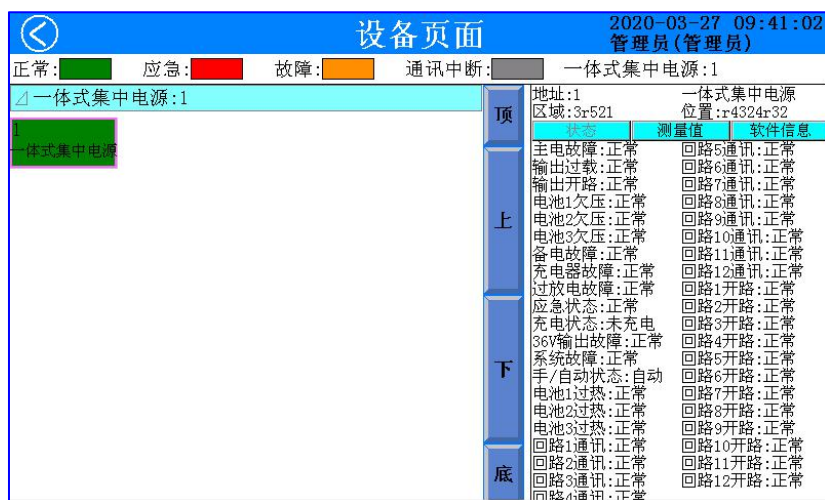 设备页面
2020-03-27 09:41:02
管理员(管理员)
正常:
应急:
故障:
通讯中断:
一体式集中电源:1
一体式集中电源:1
1
一体式集中电源
顶
上
下
底
地址:1
一体式集中电源
区域:3r521
位置:r4324r32
状态
测量值
软件信息
主电故障:正常
输出过载:正常
输出开路:正常
电池1欠压:正常
电池2欠压:正常
电池3欠压:正常
备电故障:正常
充电器故障:正常
过放电故障:正常
应急状态:正常
充电状态:未充电
36V输出故障:正常
系统故障:正常
手/自动状态:自动
电池1过热:正常
电池2过热:正常
电池3过热:正常
回路1通讯:正常
回路2通讯:正常
回路3通讯:正常
回路4通讯:正常
回路5通讯:正常
回路6通讯:正常
回路7通讯:正常
回路8通讯:正常
回路9通讯:正常
回路10通讯:正常
回路11通讯:正常
回路12通讯:正常
回路1开路:正常
回路2开路:正常
回路3开路:正常
回路4开路:正常
回路5开路:正常
回路6开路:正常
回路7开路:正常
回路8开路:正常
回路9开路:正常
回路10开路:正常
回路11开路:正常
回路12开路:正常